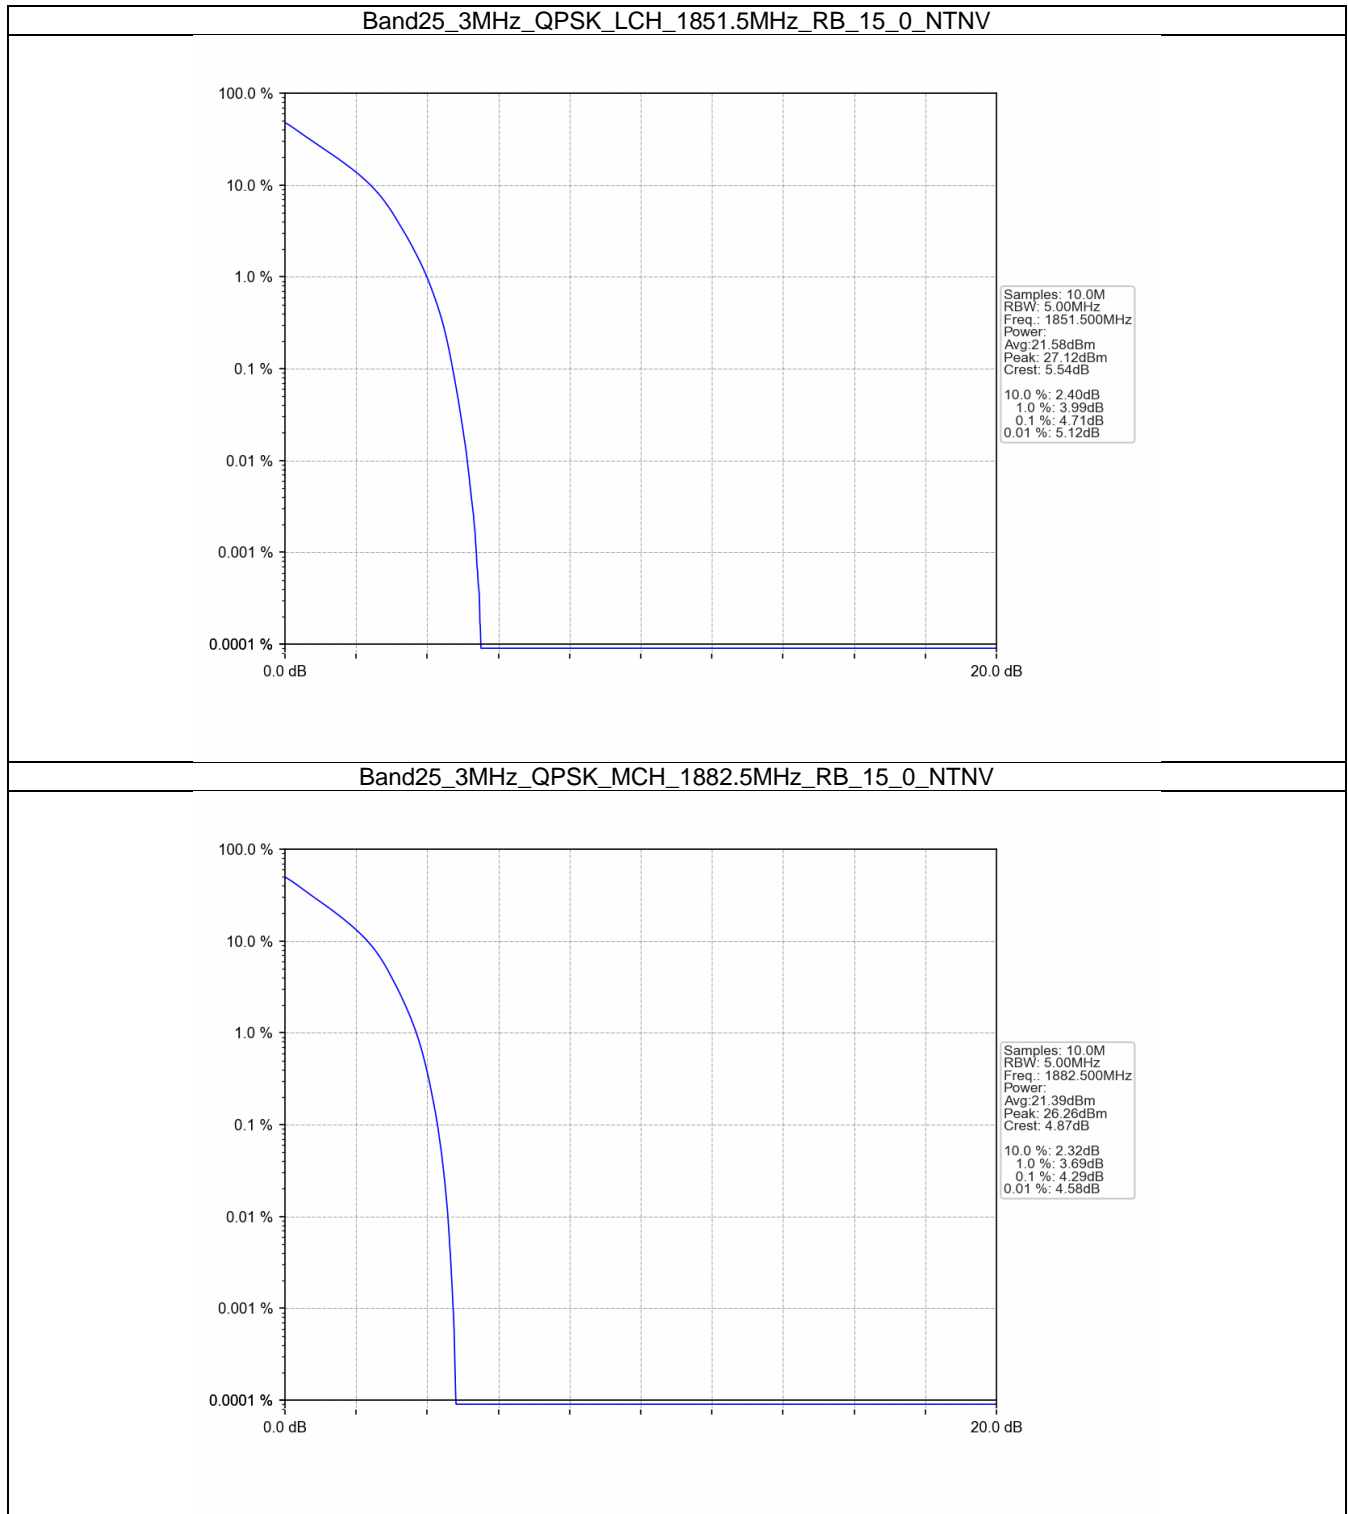 Band25_3MHz_QPSK_LCH_1851.5MHz_RB_15_0_NTNV
100.0 %
10.0 %
1.0 %
0.1 %
0.01 %
0.001 %
0.0001 %
0.0 dB
20.0 dB
Samples: 10.0M
RBW: 5.00MHz
Freq.: 1851.500MHz
Power:
Avg:21.58dBm
Peak: 27.12dBm
Crest: 5.54dB
10.0 %: 2.40dB
1.0 %: 3.99dB
0.1 %: 4.71dB
0.01 %: 5.12dB
Band25_3MHz_QPSK_MCH_1882.5MHz_RB_15_0_NTNV
100.0 %
10.0 %
1.0 %
0.1 %
0.01 %
0.001 %
0.0001 %
0.0 dB
20.0 dB
Samples: 10.0M
RBW: 5.00MHz
Freq.: 1882.500MHz
Power:
Avg:21.39dBm
Peak: 26.26dBm
Crest: 4.87dB
10.0 %: 2.32dB
1.0 %: 3.69dB
0.1 %: 4.29dB
0.01 %: 4.58dB